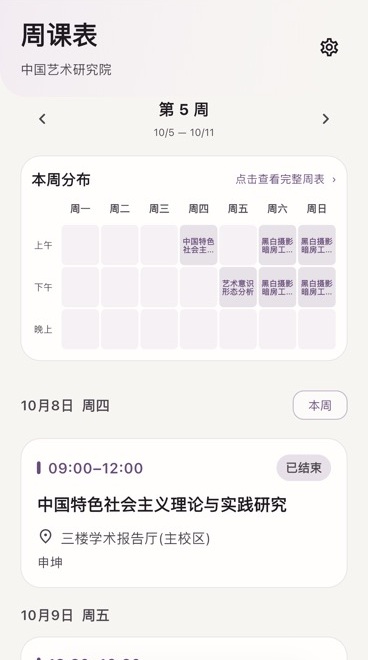 周课表
中国艺术研究院
第 5 周
10/5 — 10/11
本周分布
点击查看完整周表 ›
周一 周二 周三 周四 周五 周六 周日
上午
中国特色
社会主...
黑白摄影
暗房工...
黑白摄影
暗房工...
下午
艺术意识
形态分析
黑白摄影
暗房工...
黑白摄影
暗房工...
晚上
10月8日 周四
本周
09:00–12:00
已结束
中国特色社会主义理论与实践研究
三楼学术报告厅(主校区)
申坤
10月9日 周五